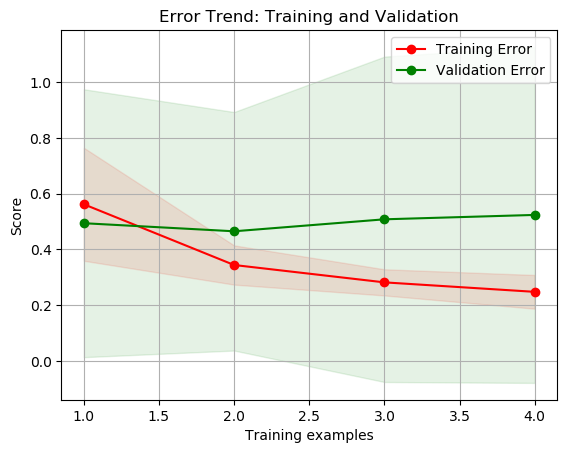 Error Trend: Training and Validation
Training Error
Validation Error
1.0
0.8
0.6
0.4
0.2
0.0
Score
1.0 1.5 2.0 2.5 3.0 3.5 4.0
Training examples